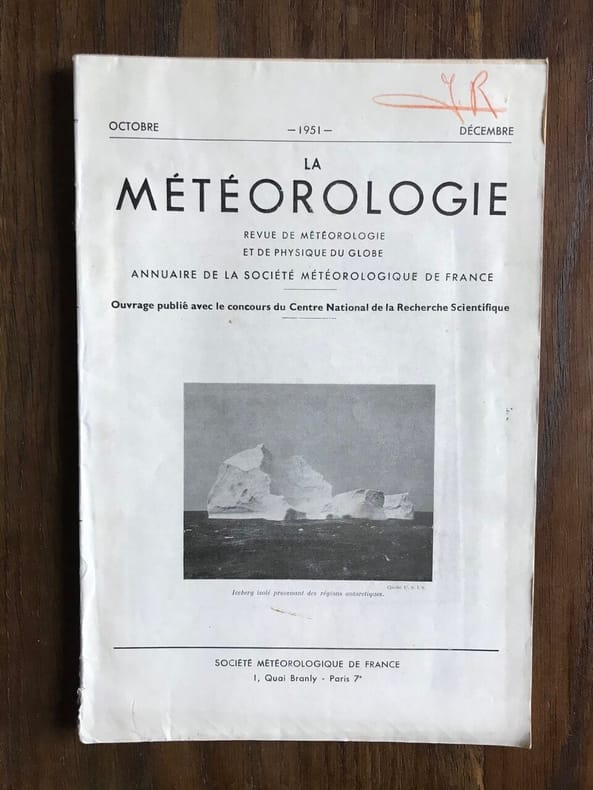 J. R
OCTOBRE — 1951 — DÉCEMBRE
LA
MÉTÉOROLOGIE
REVUE DE MÉTÉOROLOGIE
ET DE PHYSIQUE DU GLOBE
ANNUAIRE DE LA SOCIÉTÉ MÉTÉOROLOGIQUE DE FRANCE
Ouvrage publié avec le concours du Centre National de la Recherche Scientifique
Iceberg isolé provenant des régions antarctiques.
SOCIÉTÉ MÉTÉOROLOGIQUE DE FRANCE
1, Quai Branly - Paris 7ᵉ